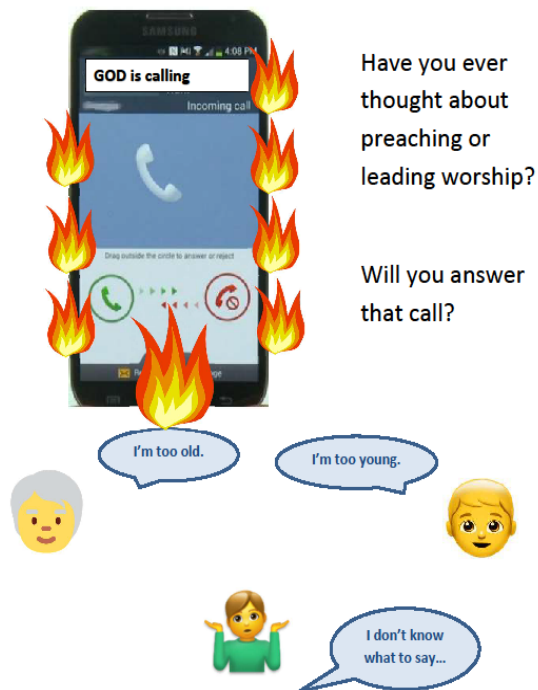 SAMSUNG
4:08 PM
GOD is calling
Incoming call
Have you ever
thought about
preaching or
leading worship?
Drag outside the circle to answer or reject
Will you answer
that call?
I'm too old.
I'm too young.
I don't know
what to say...